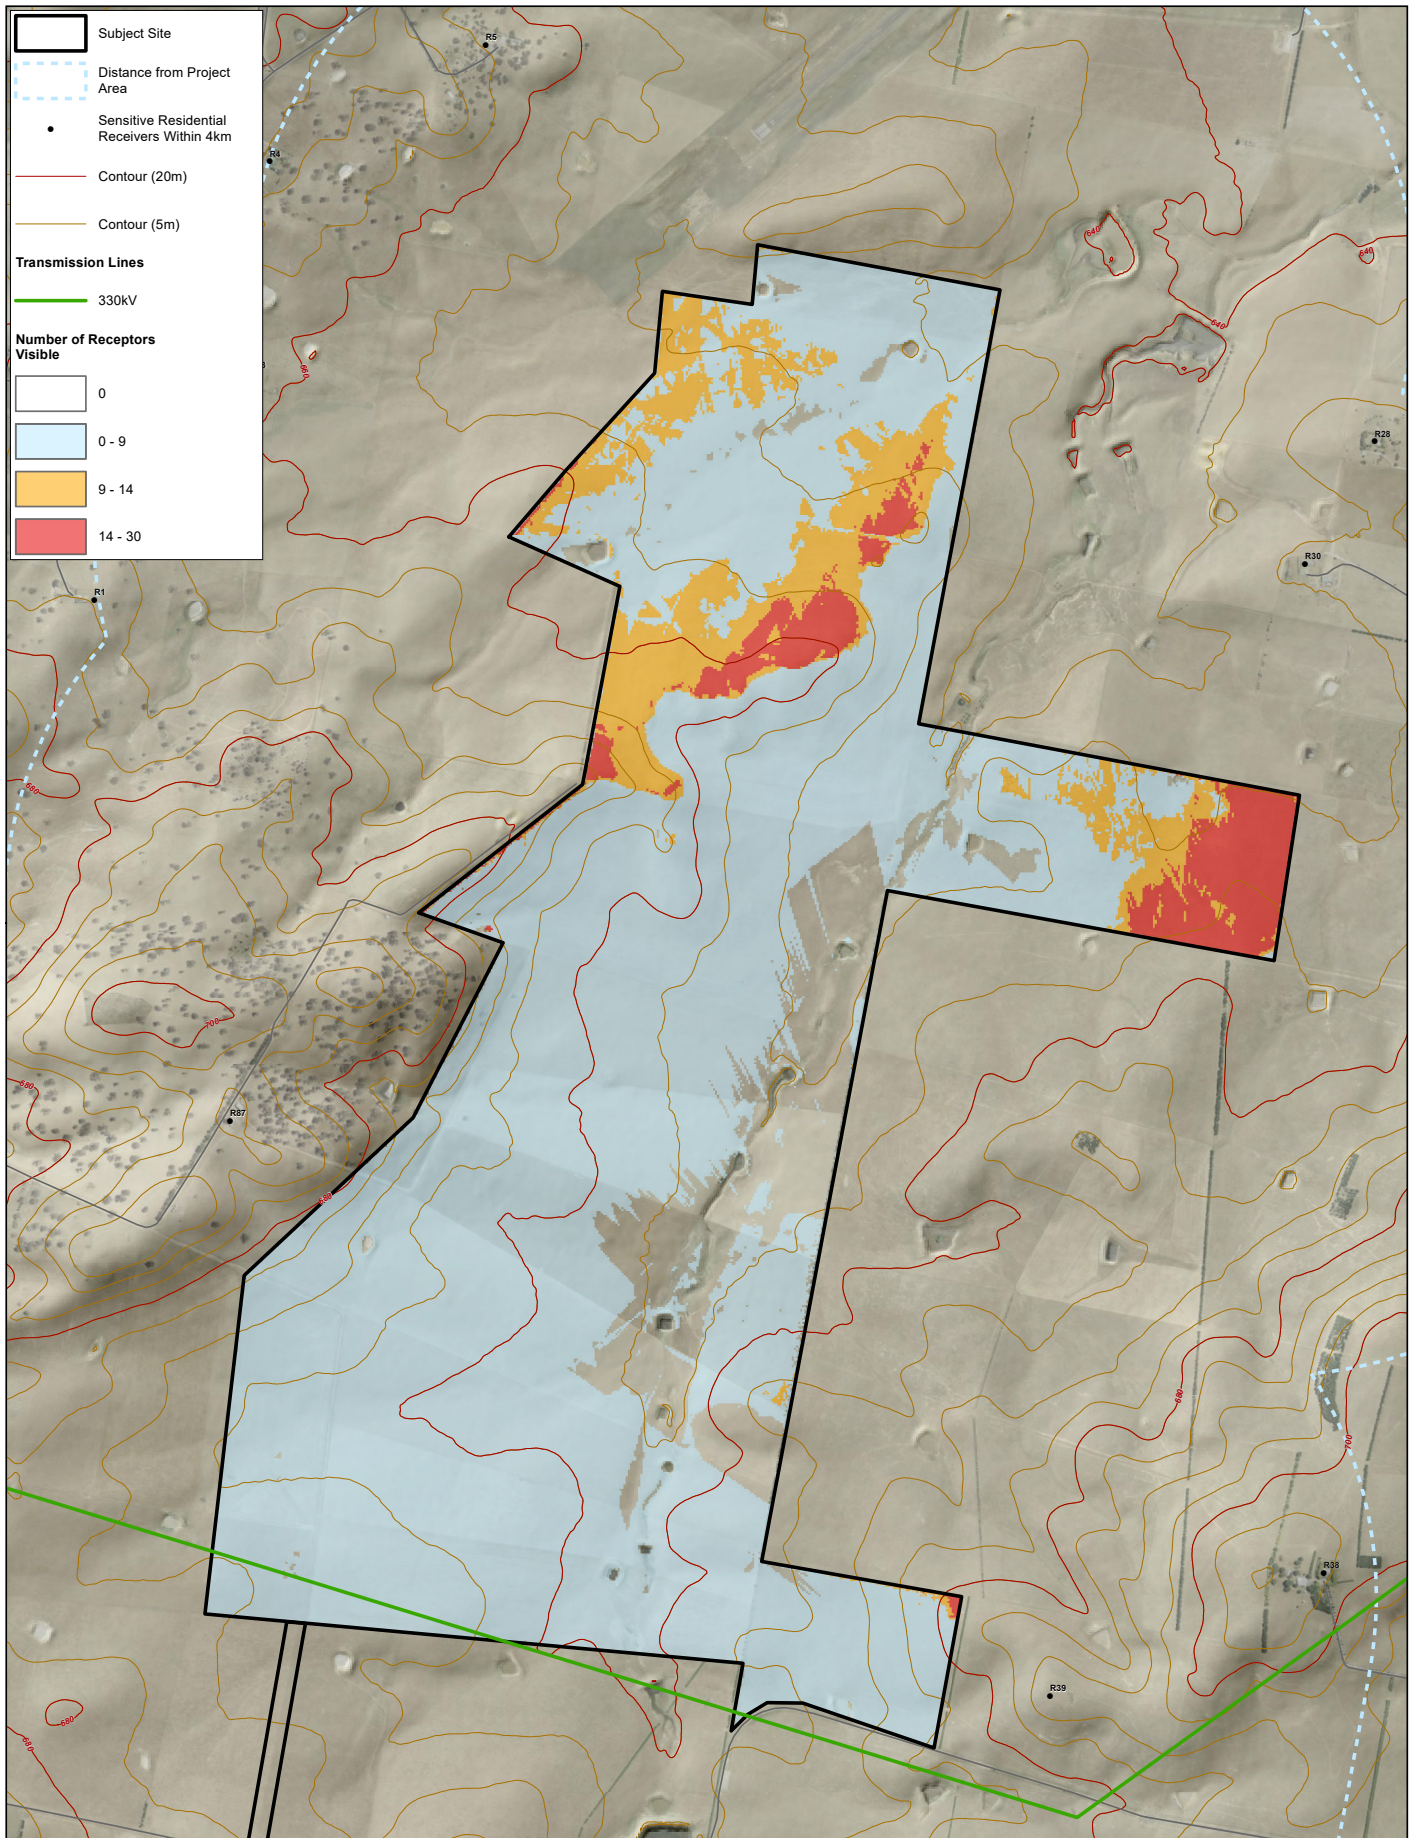 Subject Site
Distance from Project
Area
Sensitive Residential
Receivers Within 4km
Contour (20m)
Contour (5m)
Transmission Lines
330kV
Number of Receptors
Visible
0
0 - 9
9 - 14
14 - 30
R5
R4
640
640
640
660
R28
R30
R1
680
700
680
R87
680
680
700
R38
R39
680
680